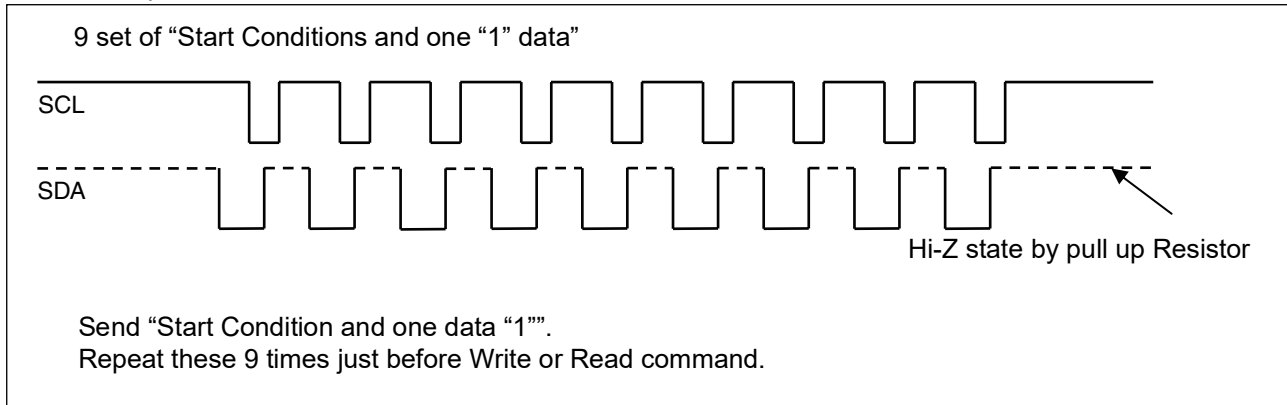 9 set of “Start Conditions and one “1” data”
SCL
SDA
Hi-Z state by pull up Resistor
Send “Start Condition and one data “1””.
Repeat these 9 times just before Write or Read command.